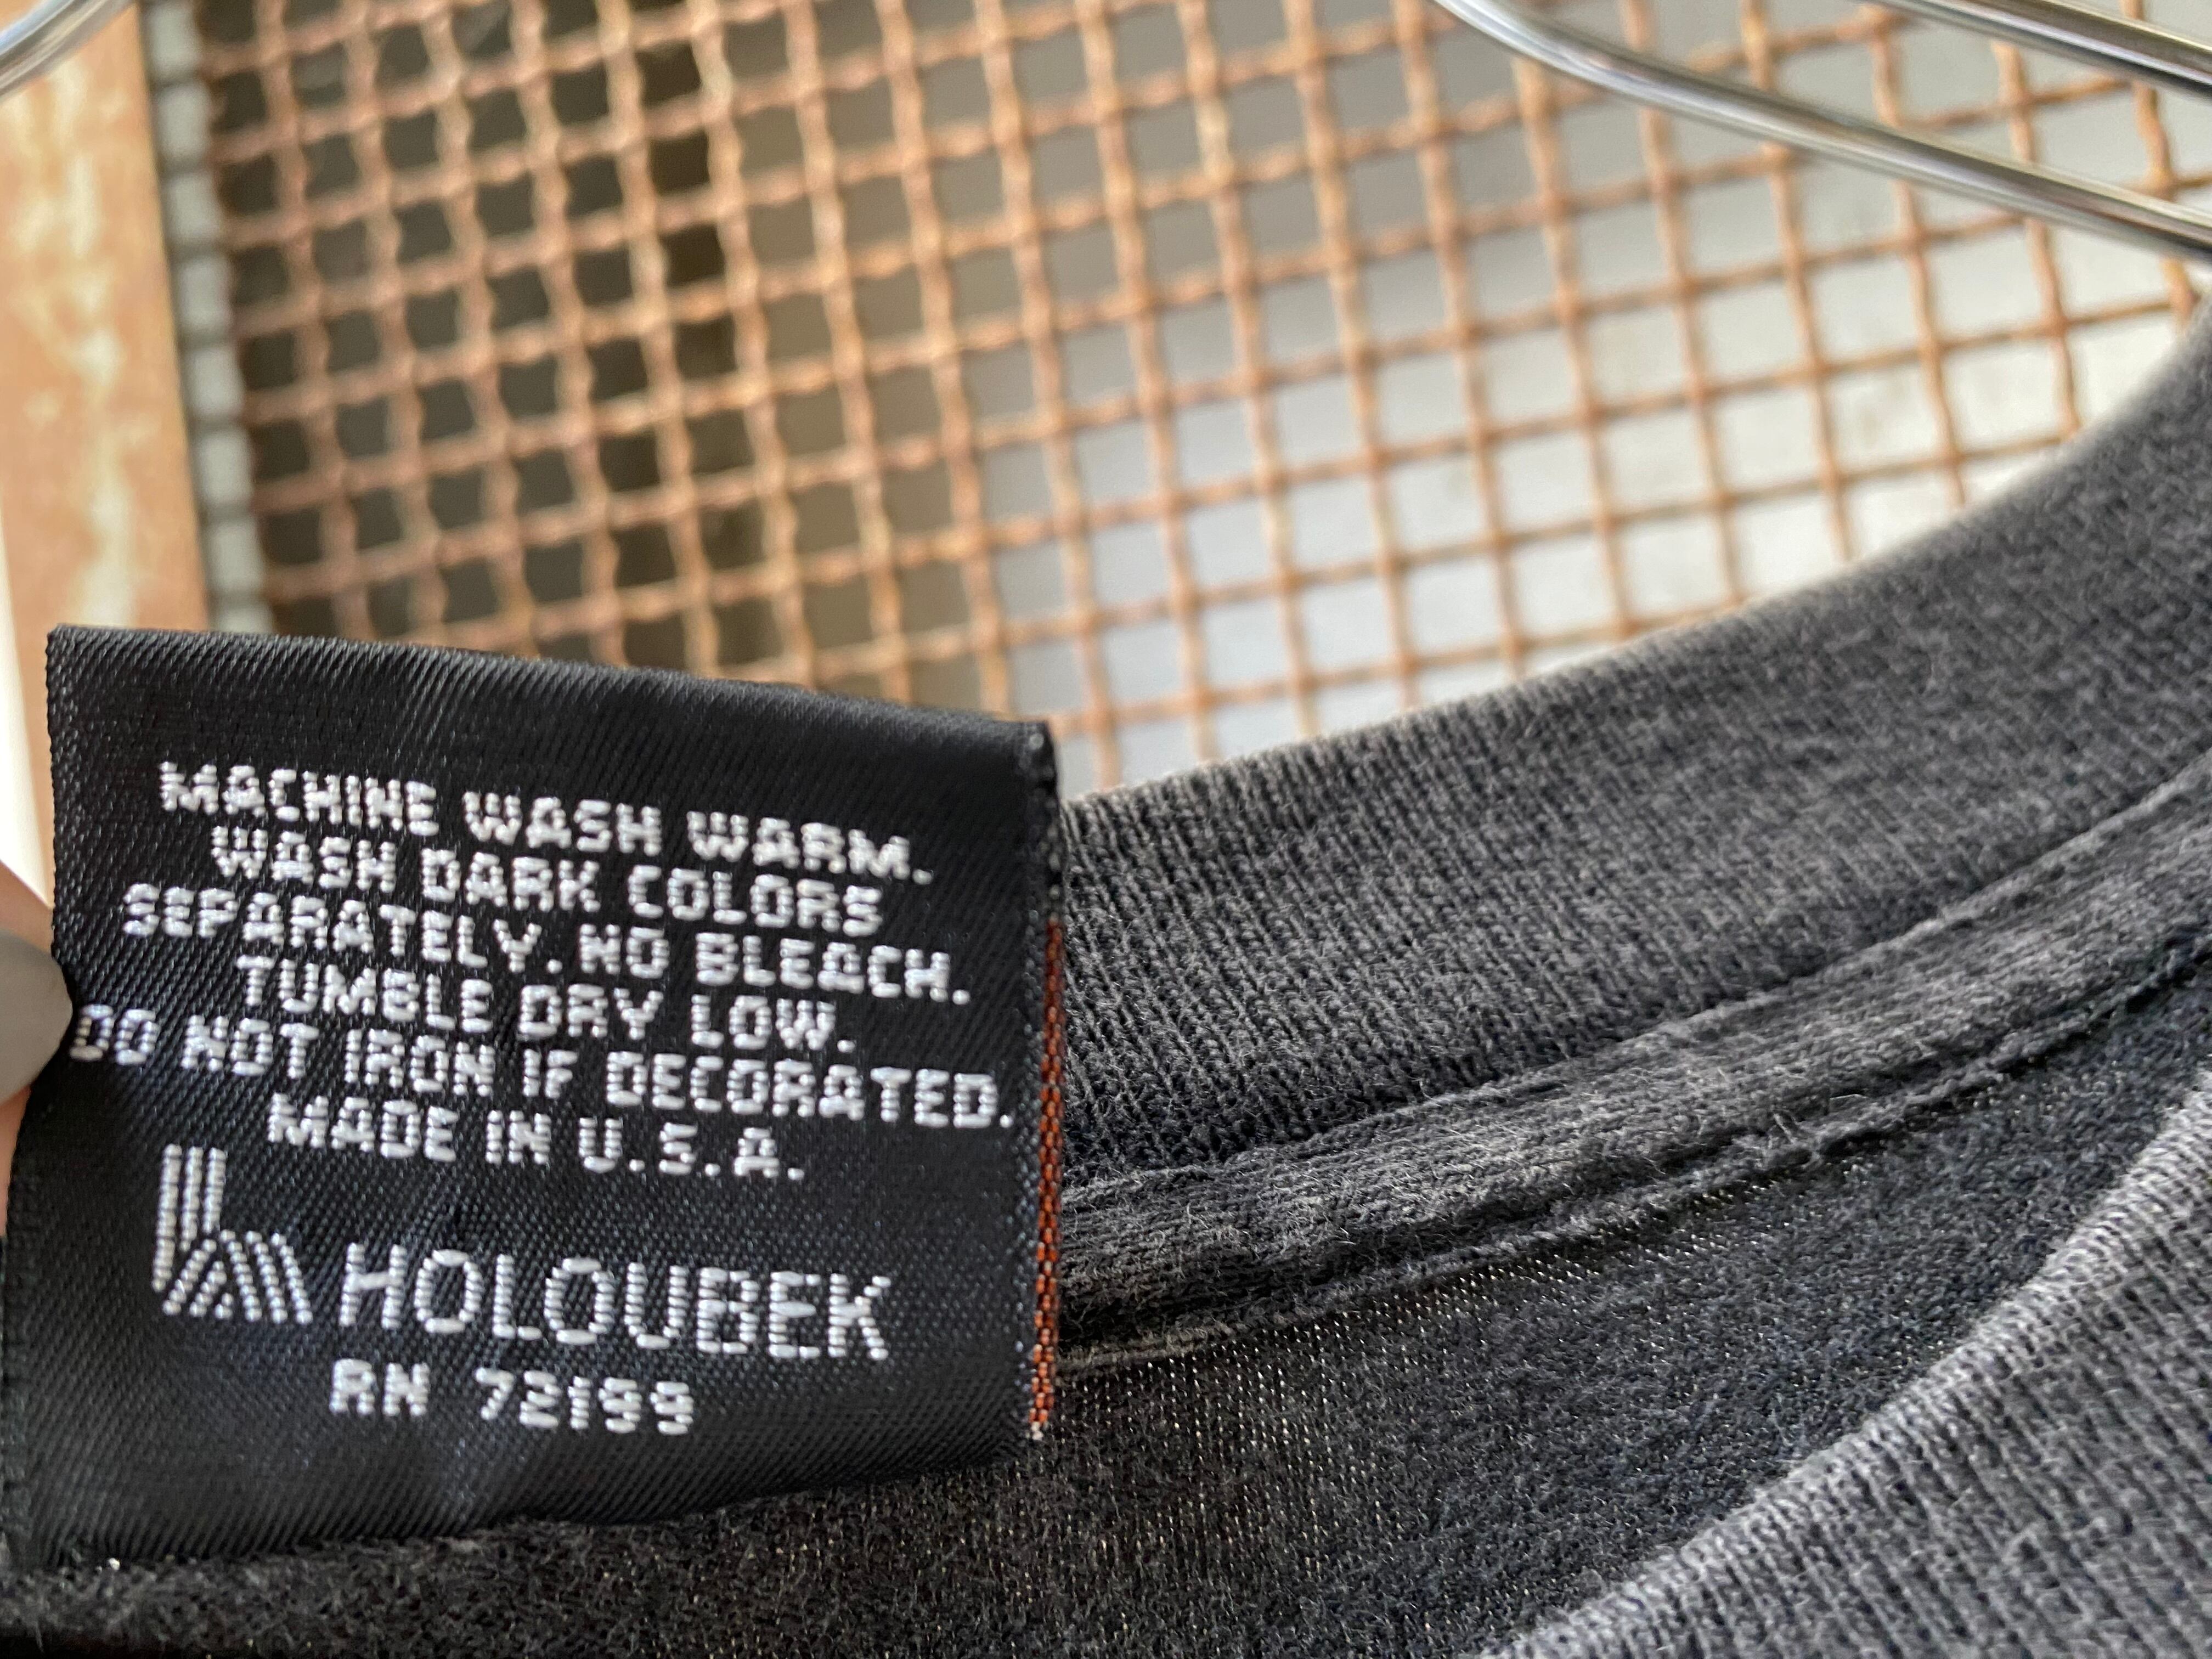 MACHINE WASH WARM.
WASH DARK COLORS
SEPARATELY. NO BLEACH.
TUMBLE DRY LOW.
DO NOT IRON IF DECORATED.
MADE IN U.S.A.
HOLOUBEK
RN 72199